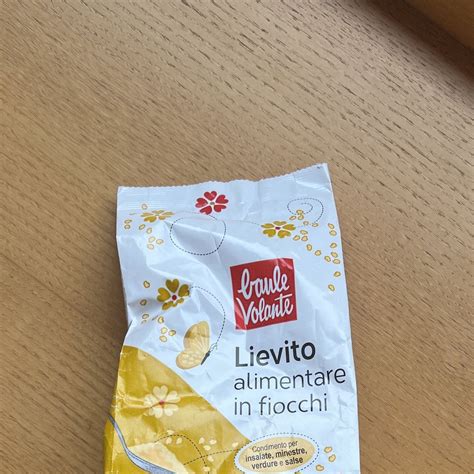 baule
volante
Lievito
alimentare
in fiocchi
Condimento per
insalate, minestre,
verdure e salse